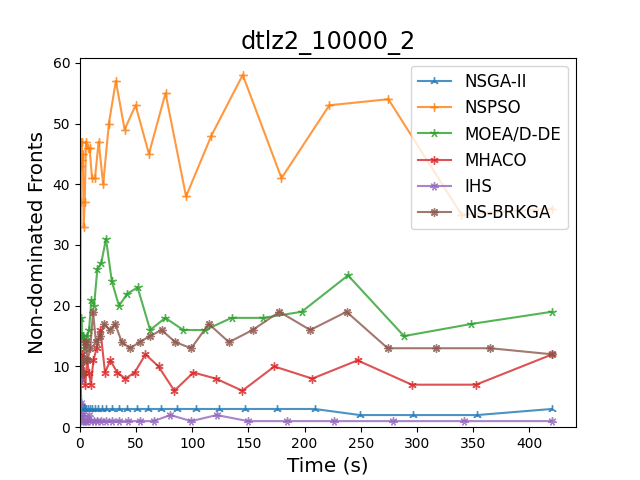 dtlz2_10000_2
Non-dominated Fronts
60
50
40
30
20
10
0
0 50 100 150 200 250 300 350 400
Time (s)
NSGA-II
NSPSO
MOEA/D-DE
MHACO
IHS
NS-BRKGA